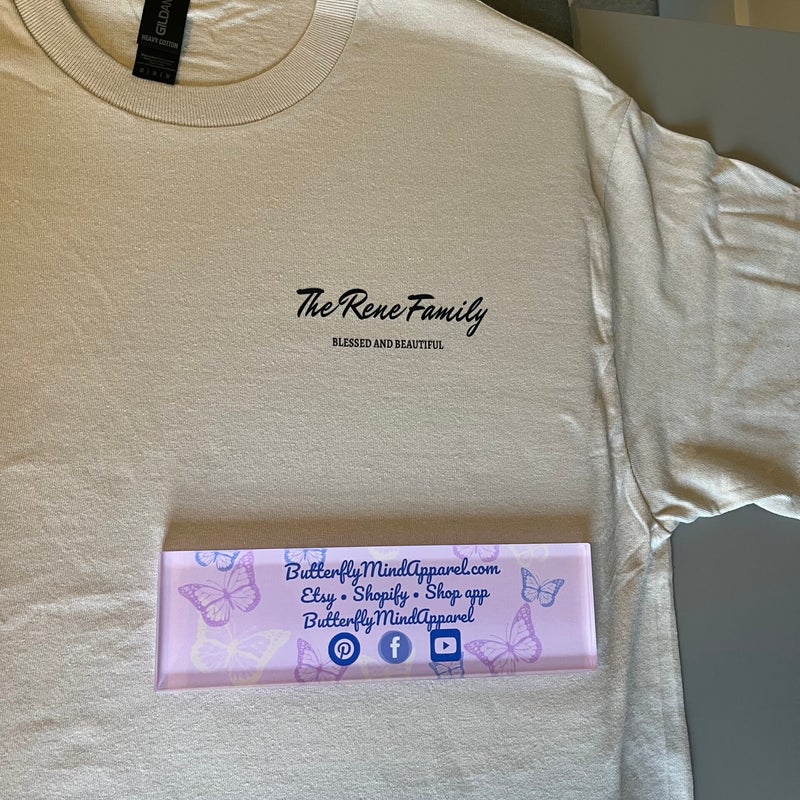 GILDAN
HEAVY COTTON
The Rene Family
BLESSED AND BEAUTIFUL
ButterflyMindApparel.com
Etsy • Shopify • Shop app
ButterflyMindApparel